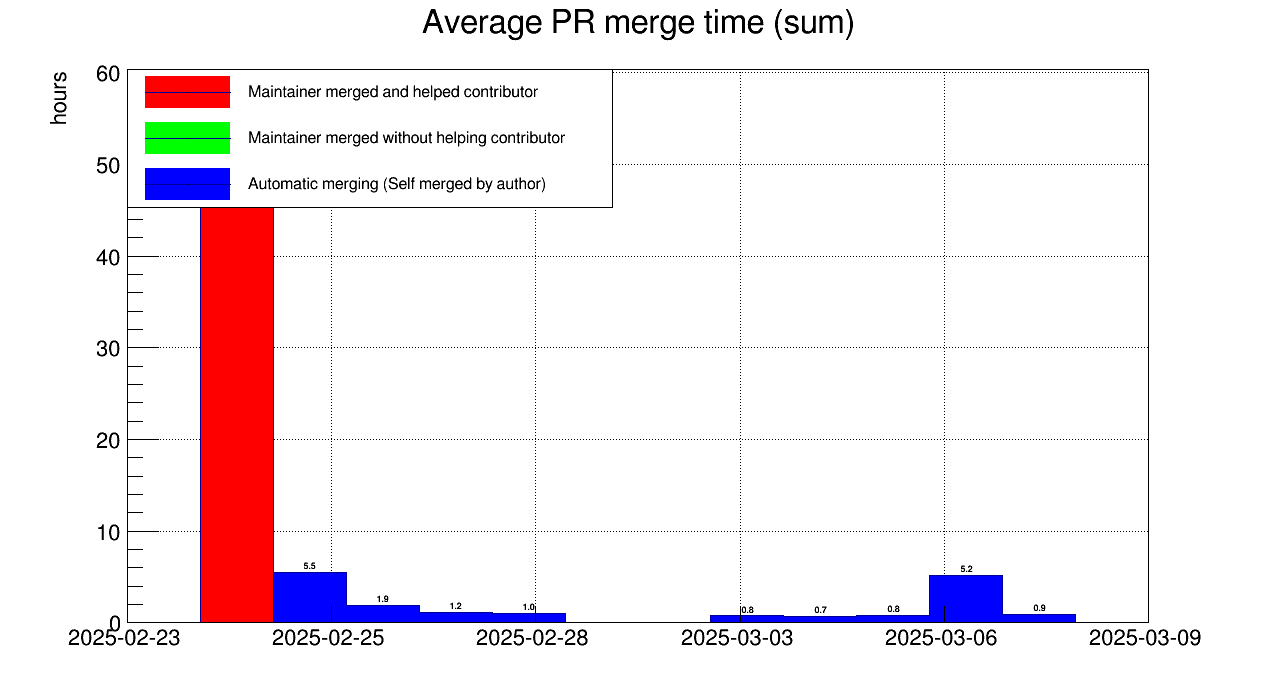 Average PR merge time (sum)
hours
60
50
40
30
20
10
0
Maintainer merged and helped contributor
Maintainer merged without helping contributor
Automatic merging (Self merged by author)
5.5
1.9
1.2
1.0
0.8
0.7
0.8
5.2
0.9
2025-02-23 2025-02-25 2025-02-28 2025-03-03 2025-03-06 2025-03-09